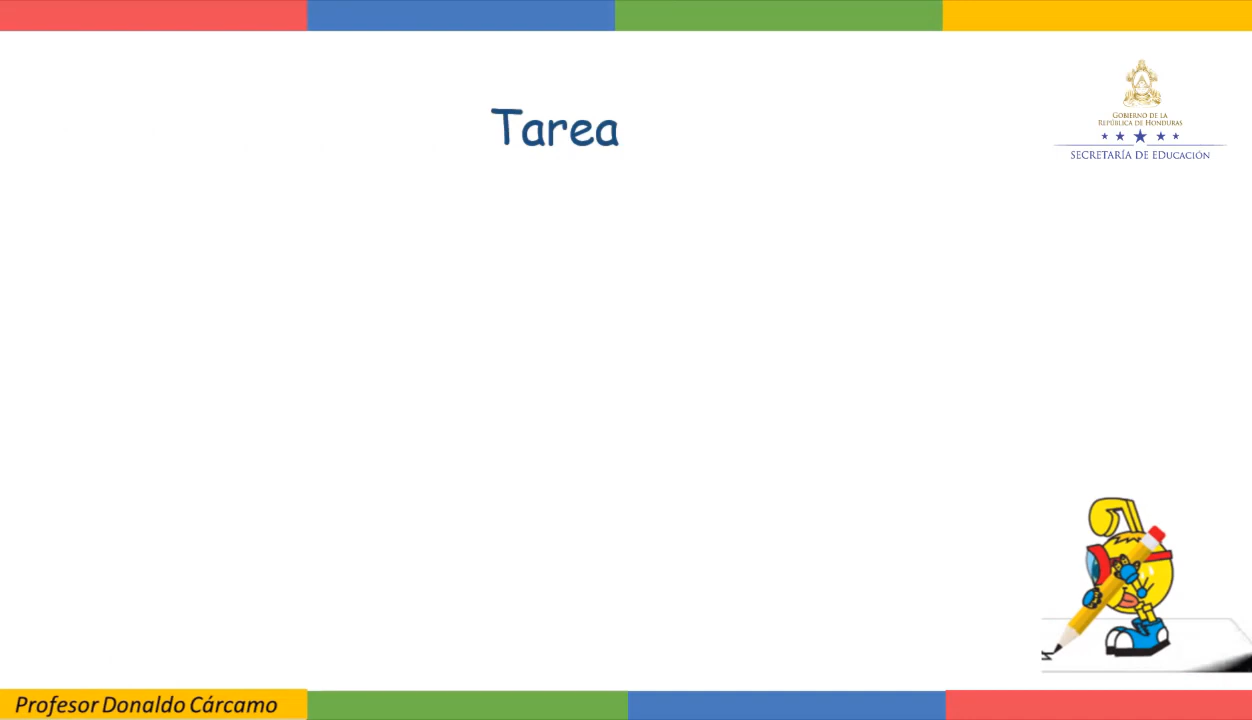 Tarea
GOBIERNO DE LA
REPÚBLICA DE HONDURAS
SECRETARÍA DE EDUCACIÓN
Profesor Donaldo Cárcamo